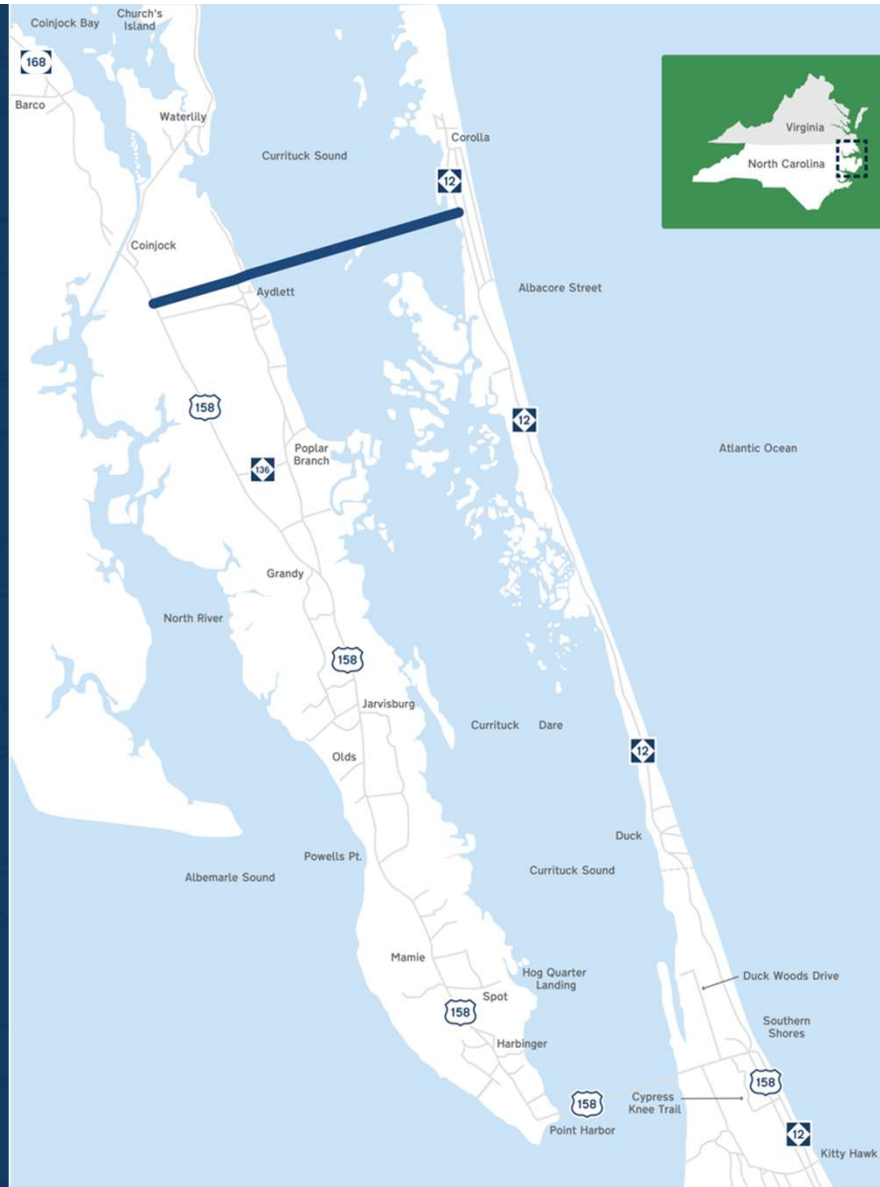 Coinjock Bay
Church's
Island
168
Barco
Waterlily
Virginia
North Carolina
Currituck Sound
Corolla
12
Coinjock
Aydlett
Albacore Street
158
12
Poplar
Branch
136
Atlantic Ocean
Grandy
North River
158
Jarvisburg
Currituck
Dare
Olds
12
Duck
Powells Pt.
Albemarle Sound
Currituck Sound
Mamie
Hog Quarter
Landing
Duck Woods Drive
Spot
158
Southern
Shores
Harbinger
158
158
Cypress
Knee Trail
Point Harbor
12
Kitty Hawk